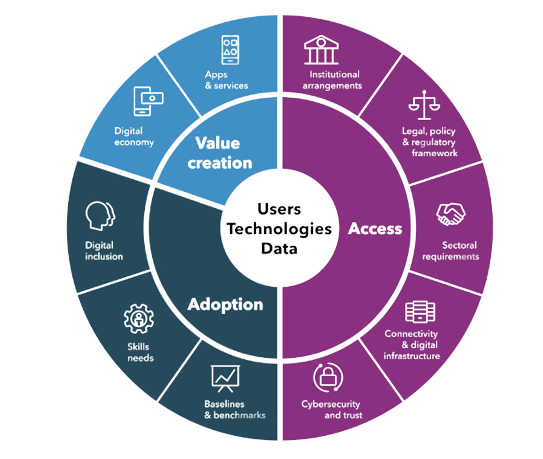 Apps
& services
Institutional
arrangements
Digital
economy
Legal, policy
& regulatory
framework
Value
creation
Users
Technologies
Data
Access
Digital
inclusion
Sectoral
requirements
Adoption
Skills
needs
Connectivity
& digital
infrastructure
Baselines
& benchmarks
Cybersecurity
and trust